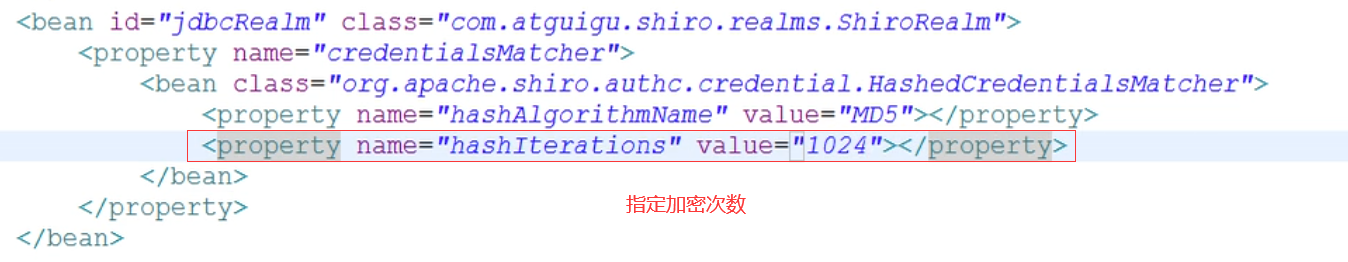 <bean id="jdbcRealm" class="com.atguigu.shiro.realms.ShiroRealm">
<property name="credentialsMatcher">
<bean class="org.apache.shiro.authc.credential.HashedCredentialsMatcher">
<property name="hashAlgorithmName" value="MD5"></property>
<property name="hashIterations" value="1024"></property>
</bean>
</property>
指定加密次数
</bean>